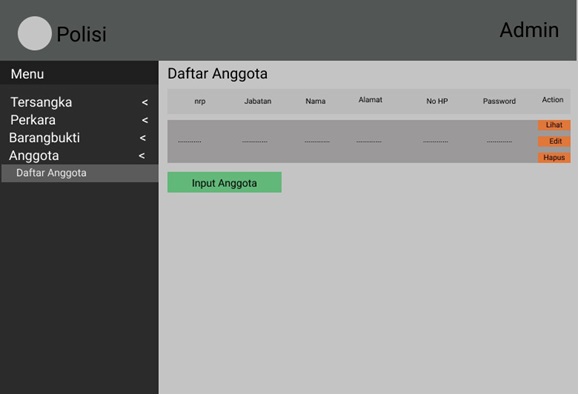 Polisi
Admin
Menu
Tersangka <
Perkara <
Barangbukti <
Anggota <
Daftar Anggota
Daftar Anggota
nrp Jabatan Nama Alamat No HP Password Action
............ ............. ............. ............. ............. .............
Lihat
Edit
Hapus
Input Anggota